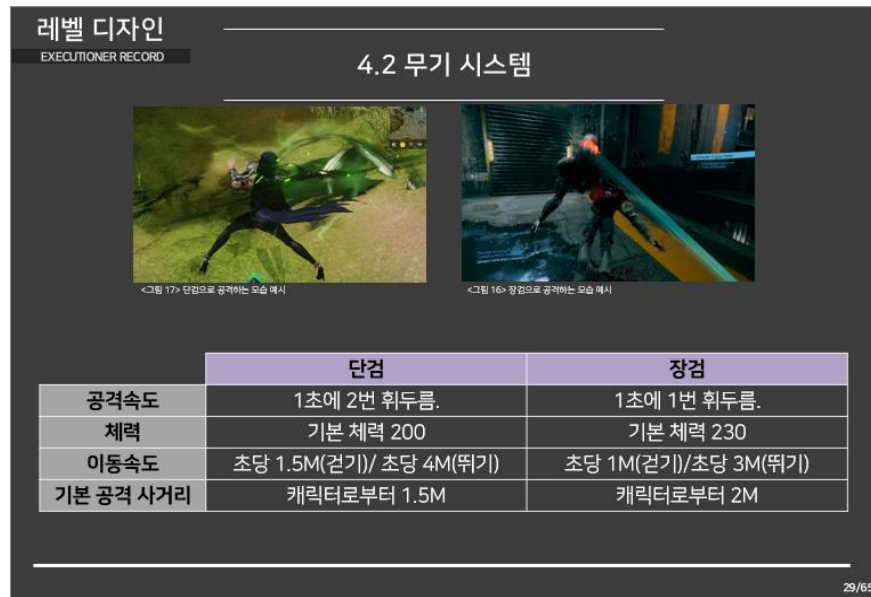 레벨 디자인
EXECUTIONER RECORD
4.2 무기 시스템
<그림 17> 단검으로 공격하는 모습 예시
<그림 16> 장검으로 공격하는 모습 예시
단검 장검
공격속도 1초에 2번 휘두름. 1초에 1번 휘두름.
체력 기본 체력 200 기본 체력 230
이동속도 초당 1.5M(걷기)/ 초당 4M(뛰기) 초당 1M(걷기)/초당 3M(뛰기)
기본 공격 사거리 캐릭터로부터 1.5M 캐릭터로부터 2M
29/65